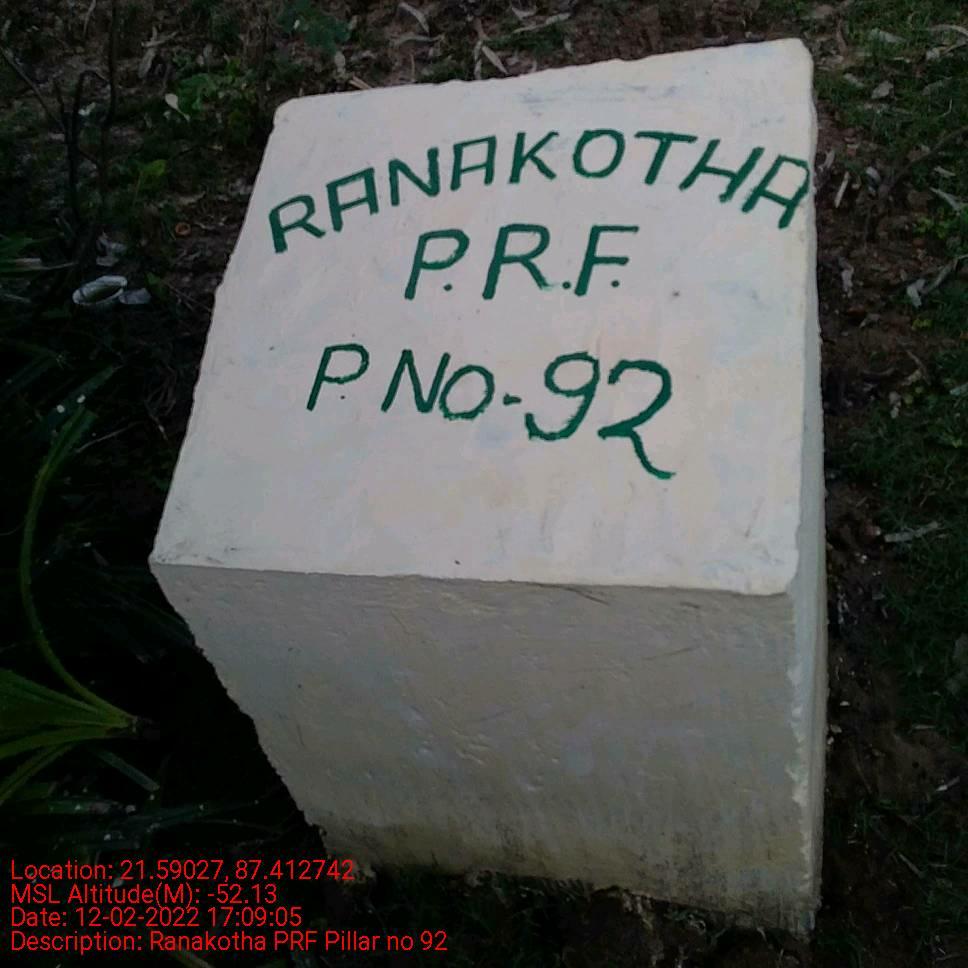 RANAKOTHA
P.R.F.
P. NO-92
Location: 21.59027, 87.412742
MSL Altitude(M): -52.13
Date: 12-02-2022 17:09:05
Description: Ranakotha PRF Pillar no 92